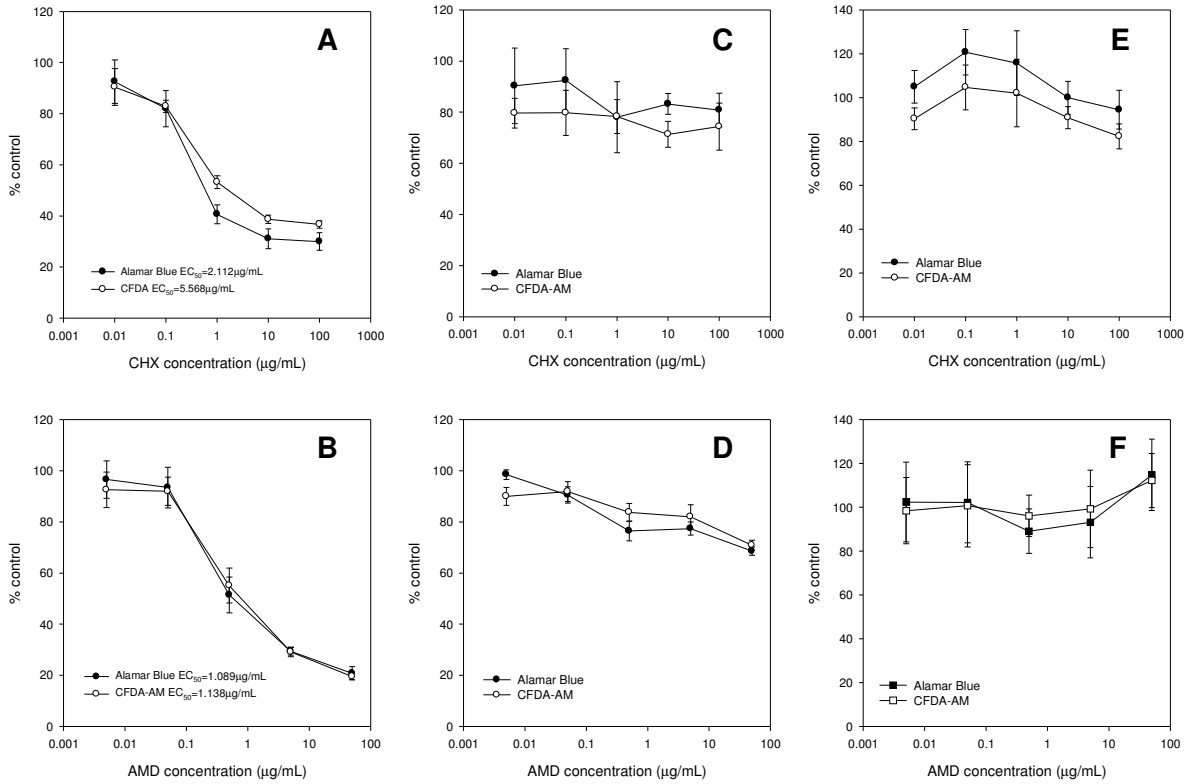 120
100
80
60
40
20
0
% control
A
Alamar Blue EC50=2.112µg/mL
CFDA EC50=5.568µg/mL
0.001 0.01 0.1 1 10 100 1000
CHX concentration (µg/mL)
120
100
80
60
40
20
0
% control
C
Alamar Blue
CFDA-AM
0.001 0.01 0.1 1 10 100 1000
CHX concentration (µg/mL)
140
120
100
80
60
40
20
0
% control
E
Alamar Blue
CFDA-AM
0.001 0.01 0.1 1 10 100 1000
CHX concentration (µg/mL)
120
100
80
60
40
20
0
% control
B
Alamar Blue EC50=1.089µg/mL
CFDA-AM EC50=1.138µg/mL
0.001 0.01 0.1 1 10 100
AMD concentration (µg/mL)
120
100
80
60
40
20
0
% control
D
Alamar Blue
CFDA-AM
0.001 0.01 0.1 1 10 100
AMD concentration (µg/mL)
140
120
100
80
60
40
20
0
% control
F
Alamar Blue
CFDA-AM
0.001 0.01 0.1 1 10 100
AMD concentration (µg/mL)